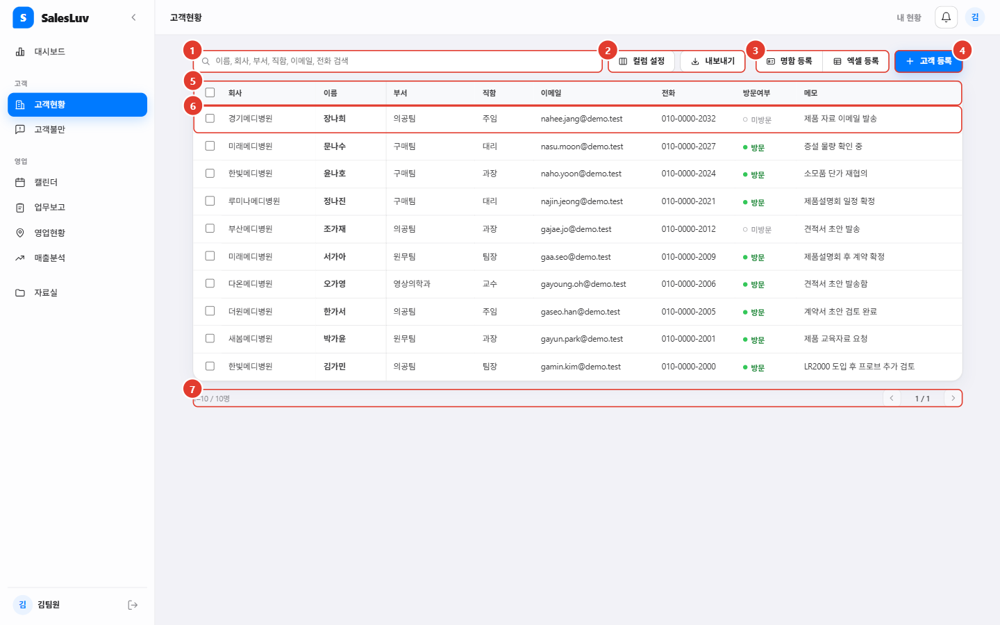 S SalesLuv
고객현황
내 현황
김
대시보드
고객
고객현황
고객불만
영업
캘린더
업무보고
영업현황
매출분석
자료실
김 김팀원
1 이름, 회사, 부서, 직함, 이메일, 전화 검색
2 컬럼 설정 내보내기
3 명함 등록 엑셀 등록
4 고객 등록
5 회사 이름 부서 직함 이메일 전화 방문여부 메모
6 경기메디병원 장나희 의공팀 주임 nahee.jang@demo.test 010-0000-2032 미방문 제품 자료 이메일 발송
미래메디병원 문나수 구매팀 대리 nasu.moon@demo.test 010-0000-2027 방문 증설 물량 확인 중
한빛메디병원 윤나호 구매팀 과장 naho.yoon@demo.test 010-0000-2024 방문 소모품 단가 재협의
루미나메디병원 정나진 구매팀 대리 najin.jeong@demo.test 010-0000-2021 방문 제품설명회 일정 확정
부산메디병원 조가재 의공팀 과장 gajae.jo@demo.test 010-0000-2012 미방문 견적서 초안 발송
미래메디병원 서가아 원무팀 팀장 gaa.seo@demo.test 010-0000-2009 방문 제품설명회 후 계약 확정
다온메디병원 오가영 영상의학과 교수 gayoung.oh@demo.test 010-0000-2006 방문 견적서 초안 발송함
더원메디병원 한가서 의공팀 주임 gaseo.han@demo.test 010-0000-2005 방문 계약서 초안 검토 완료
새봄메디병원 박가윤 원무팀 과장 gayun.park@demo.test 010-0000-2001 방문 제품 교육자료 요청
한빛메디병원 김가민 의공팀 팀장 gamin.kim@demo.test 010-0000-2000 방문 LR2000 도입 후 프로브 추가 검토
7 –10 / 10명 1 / 1